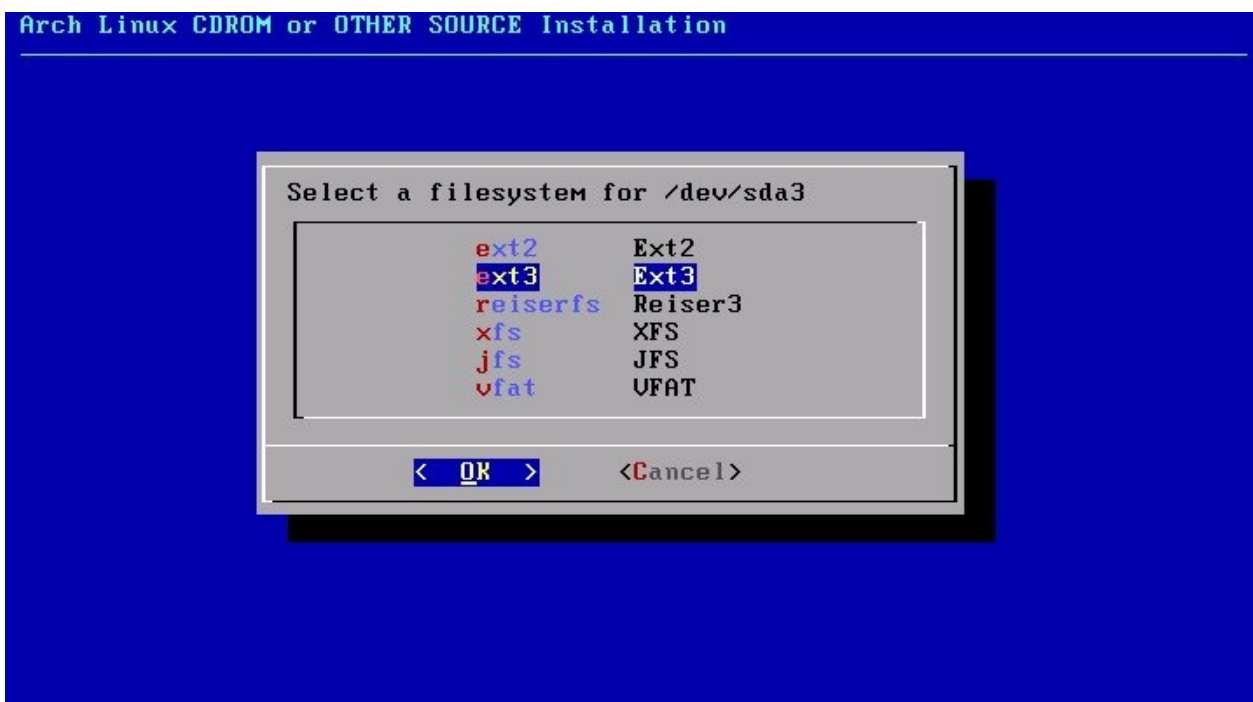 Arch Linux CDROM or OTHER SOURCE Installation
Select a filesystem for /dev/sda3
ext2 Ext2
ext3 Ext3
reiserfs Reiser3
xfs XFS
jfs JFS
vfat VFAT
< OK > <Cancel>